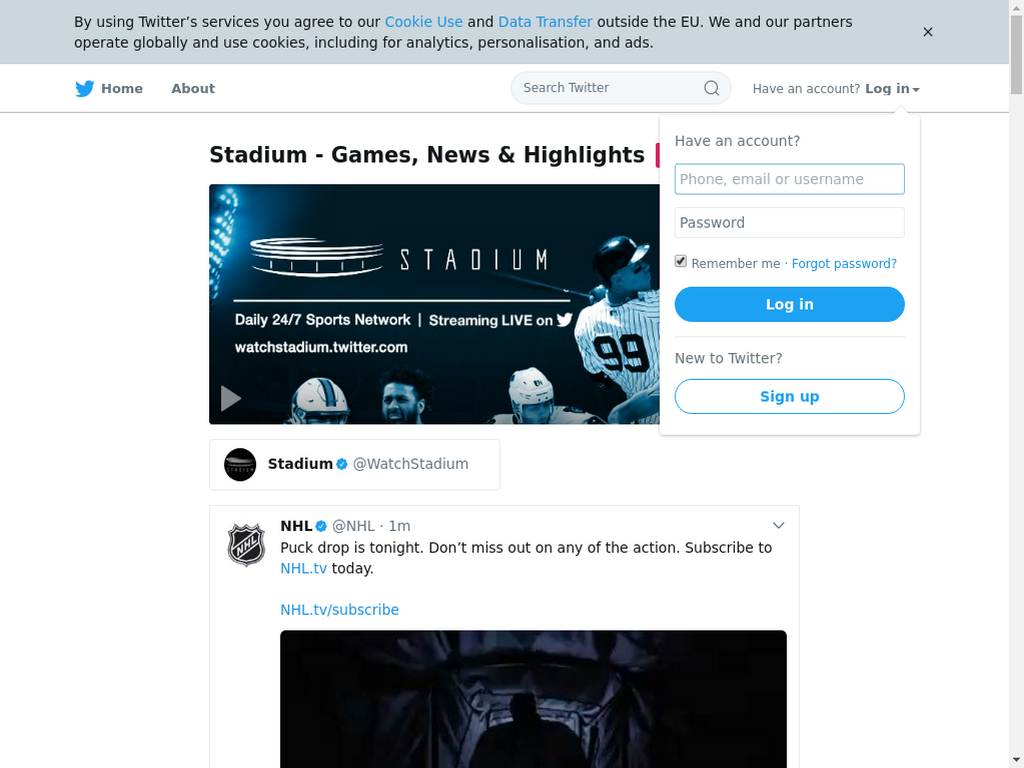 By using Twitter’s services you agree to our Cookie Use and Data Transfer outside the EU. We and our partners
operate globally and use cookies, including for analytics, personalisation, and ads.
Home
About
Search Twitter
Have an account? Log in
Have an account?
Phone, email or username
Password
Remember me · Forgot password?
Log in
New to Twitter?
Sign up
Stadium - Games, News & Highlights
STADIUM
Daily 24/7 Sports Network | Streaming LIVE on
watchstadium.twitter.com
99
Stadium @WatchStadium
NHL @NHL · 1m
NHL
Puck drop is tonight. Don’t miss out on any of the action. Subscribe to
NHL.tv today.
NHL.tv/subscribe